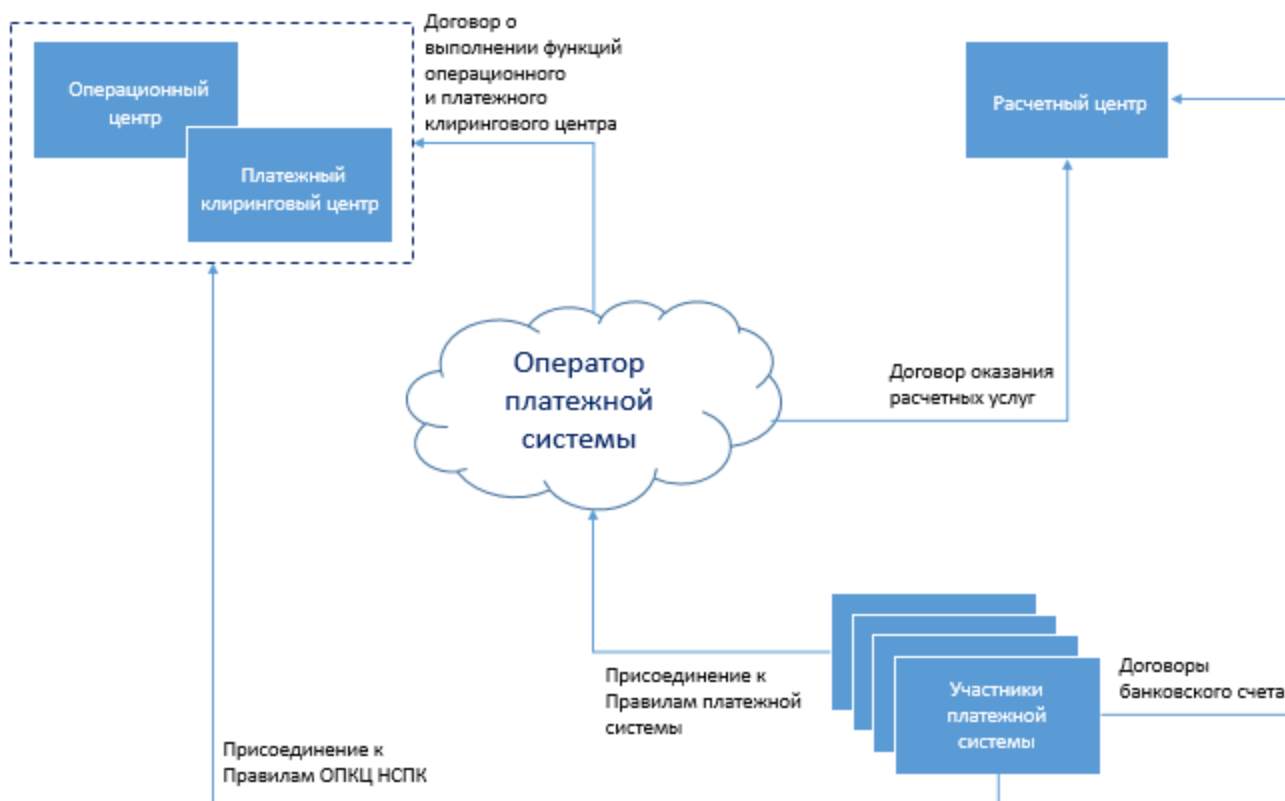 Договор о
выполнении функций
операционного
и платежного
клирингового центра
Операционный
центр
Платежный
клиринговый центр
Расчетный центр
Оператор
платежной
системы
Договор оказания
расчетных услуг
Присоединение к
Правилам платежной
системы
Участники
платежной
системы
Договоры
банковского счета
Присоединение к
Правилам ОПКЦ НСПК